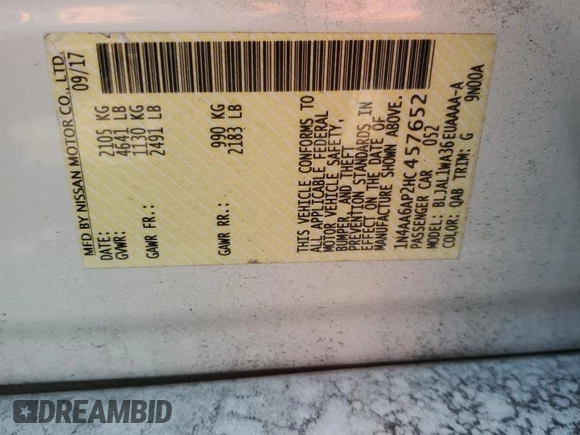 MFD BY NISSAN MOTOR CO., LTD.
DATE: 09/17
GVWR: 2105 KG
4641 LB
GAWR FR: 1130 KG
2491 LB
GAWR RR: 990 KG
2183 LB
THIS VEHICLE CONFORMS TO
ALL APPLICABLE FEDERAL
MOTOR VEHICLE SAFETY,
BUMPER, AND THEFT
PREVENTION STANDARDS IN
EFFECT ON THE DATE OF
MANUFACTURE SHOWN ABOVE.
1N4AA6AP2HC457652
PASSENGER CAR 052
MODEL: BLJAL1WA36EUAAAA-A
COLOR: QAB TRIM: G 9N00A
DREAMBID